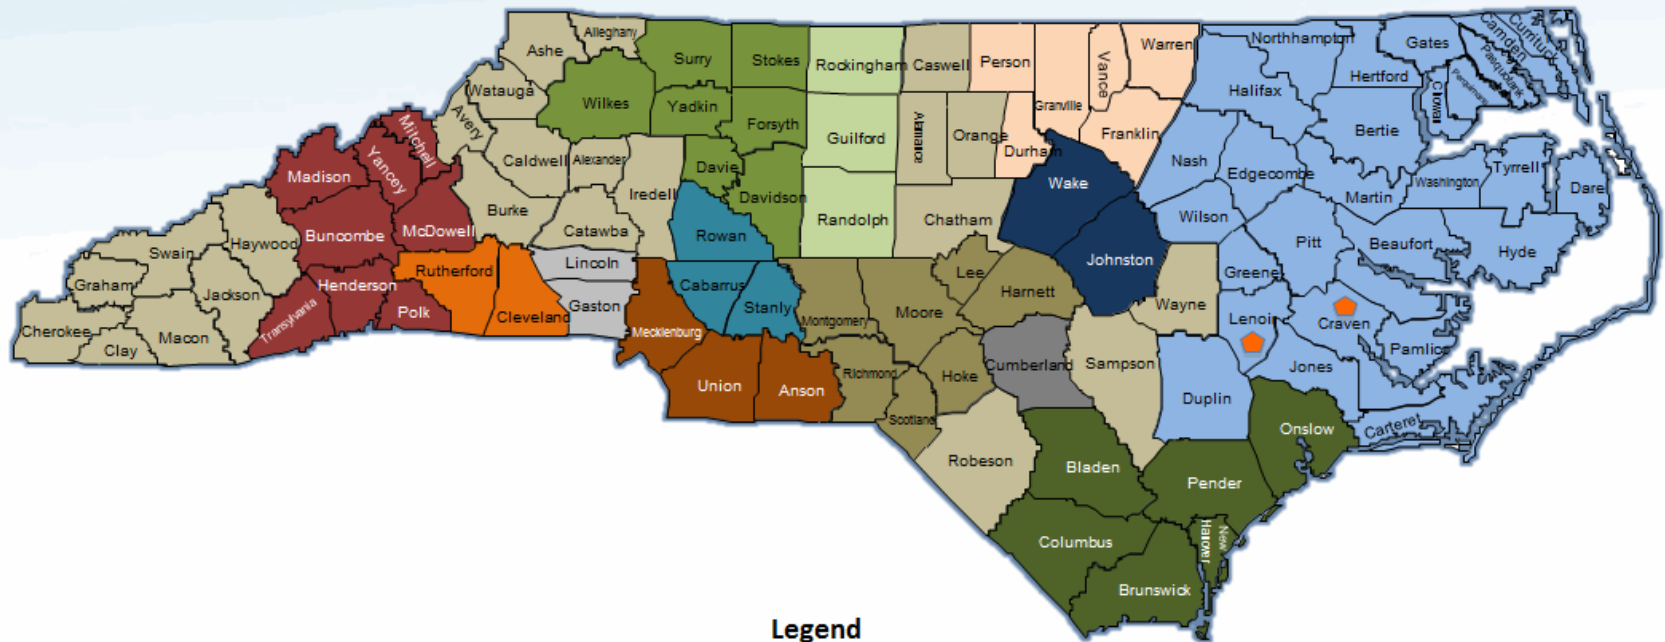 Ashe
Alleghany
Surry
Stokes
Rockingham
Caswell
Person
Granville
Vance
Warren
Northhampton
Gates
Camden
Currituck
Pasquotank
Perquimans
Hertford
Chowan
Halifax
Bertie
Watauga
Wilkes
Yadkin
Forsyth
Guilford
Alamance
Orange
Durham
Franklin
Avery
Mitchell
Yancey
Madison
Caldwell
Alexander
Iredell
Davie
Davidson
Randolph
Chatham
Wake
Nash
Edgecombe
Martin
Washington
Tyrrell
Dare
Wilson
Buncombe
McDowell
Burke
Catawba
Rowan
Johnston
Pitt
Beaufort
Hyde
Swain
Haywood
Graham
Jackson
Henderson
Transylvania
Polk
Rutherford
Cleveland
Lincoln
Gaston
Cabarrus
Stanly
Mecklenburg
Montgomery
Moore
Lee
Harnett
Wayne
Greene
Lenoir
Craven
Pamlico
Jones
Cherokee
Clay
Macon
Union
Anson
Richmond
Scotland
Hoke
Cumberland
Sampson
Duplin
Carteret
Onslow
Robeson
Bladen
Pender
Columbus
Brunswick
New
Hanover
Legend